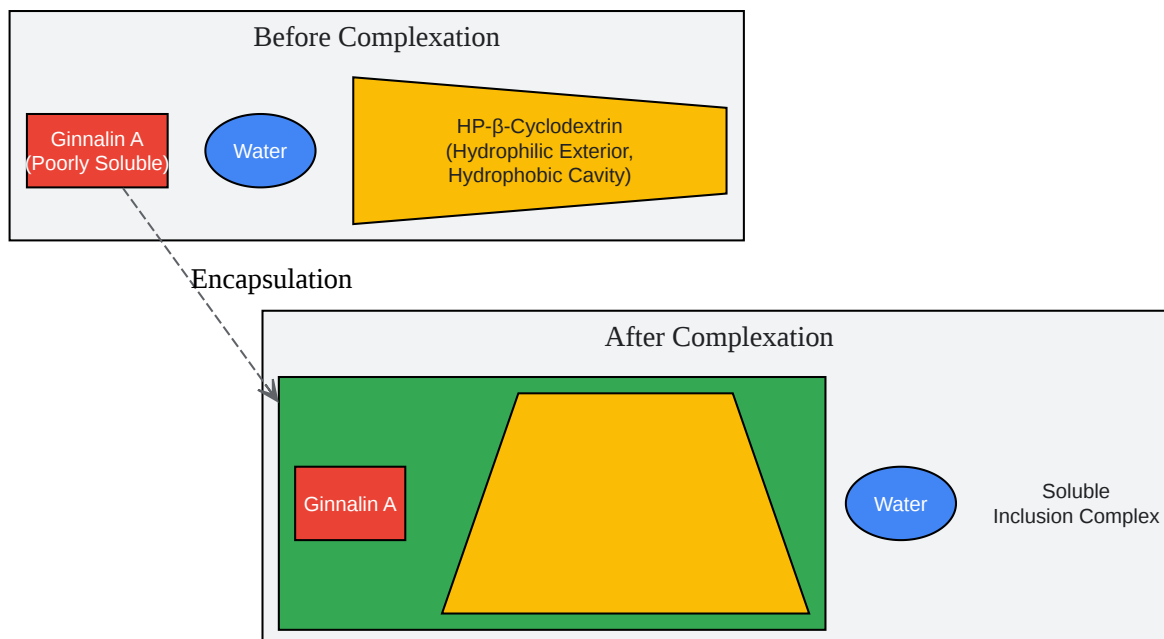 Before Complexation
Ginnalin A
(Poorly Soluble)
Water
HP-β-Cyclodextrin
(Hydrophilic Exterior,
Hydrophobic Cavity)
Encapsulation
After Complexation
Ginnalin A
Water
Soluble
Inclusion Complex